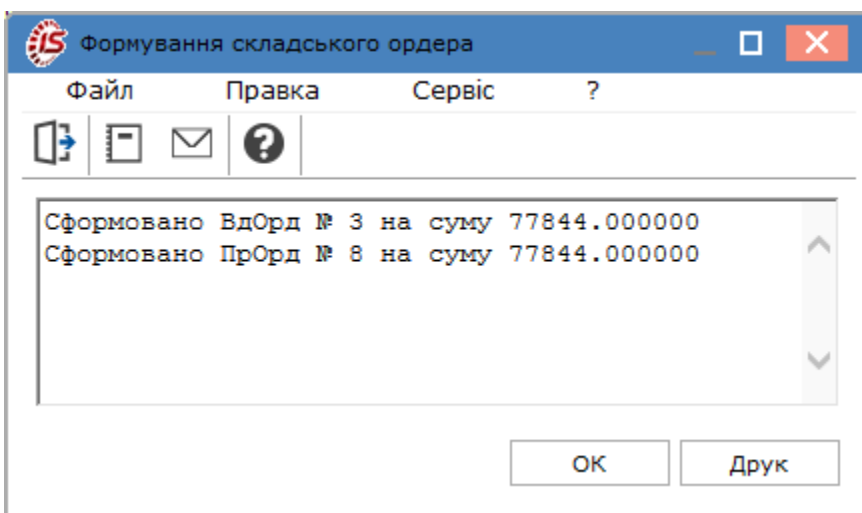 IS Формування складського ордера
Файл Правка Сервіс ?
Сформовано ВдОрд № 3 на суму 77844.000000
Сформовано ПрОрд № 8 на суму 77844.000000
ОК Друк